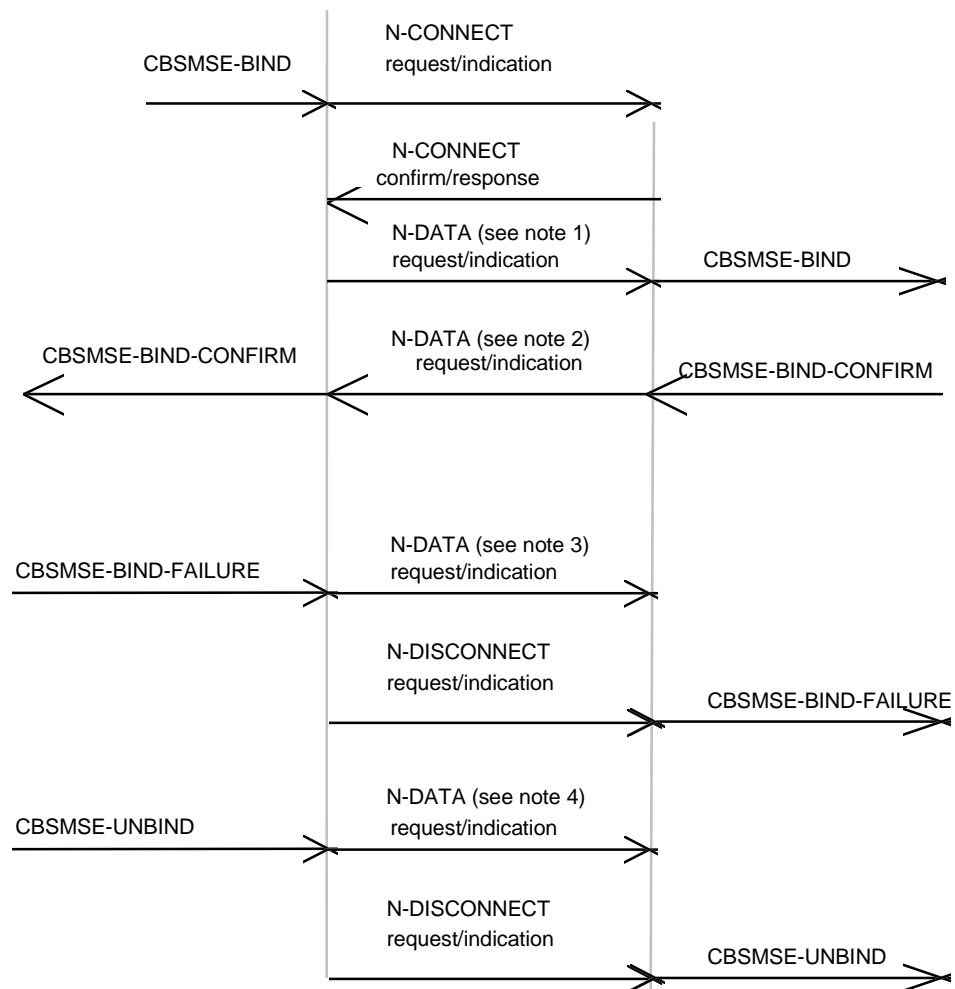 N-CONNECT
CBSMSE-BIND
request/indication
N-CONNECT
confirm/response
N-DATA (see note 1)
request/indication
CBSMSE-BIND
N-DATA (see note 2)
request/indication
CBSMSE-BIND-CONFIRM
CBSMSE-BIND-CONFIRM
N-DATA (see note 3)
request/indication
CBSMSE-BIND-FAILURE
N-DISCONNECT
request/indication
CBSMSE-BIND-FAILURE
N-DATA (see note 4)
request/indication
CBSMSE-UNBIND
N-DISCONNECT
request/indication
CBSMSE-UNBIND